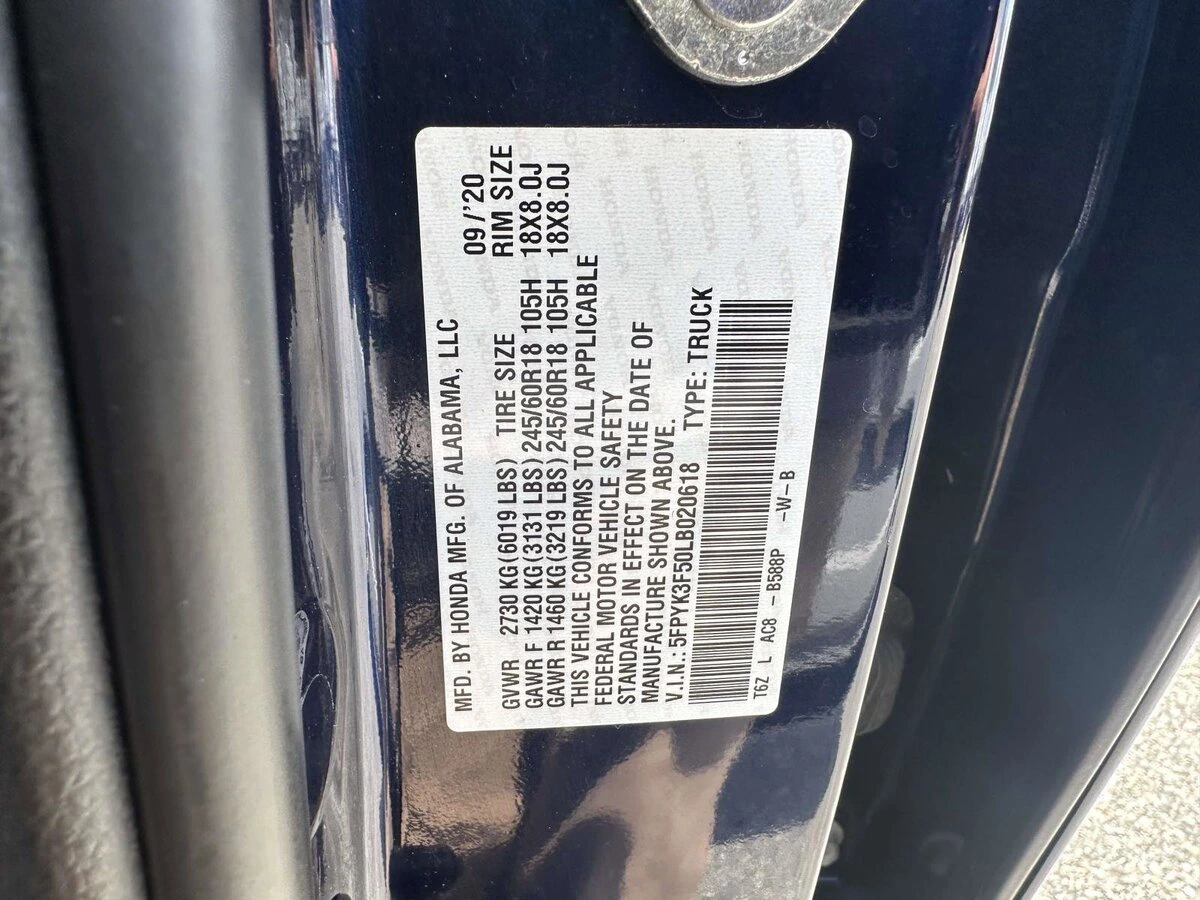 MFD. BY HONDA MFG. OF ALABAMA, LLC 09/'20
GVWR 2730 KG(6019 LBS) TIRE SIZE RIM SIZE
GAWR F 1420 KG(3131 LBS) 245/60R18 105H 18X8.0J
GAWR R 1460 KG(3219 LBS) 245/60R18 105H 18X8.0J
THIS VEHICLE CONFORMS TO ALL APPLICABLE
FEDERAL MOTOR VEHICLE SAFETY
STANDARDS IN EFFECT ON THE DATE OF
MANUFACTURE SHOWN ABOVE.
V.I.N.: 5FPYK3F50LB020618 TYPE: TRUCK
T6Z L AC8 -B588P -W-B